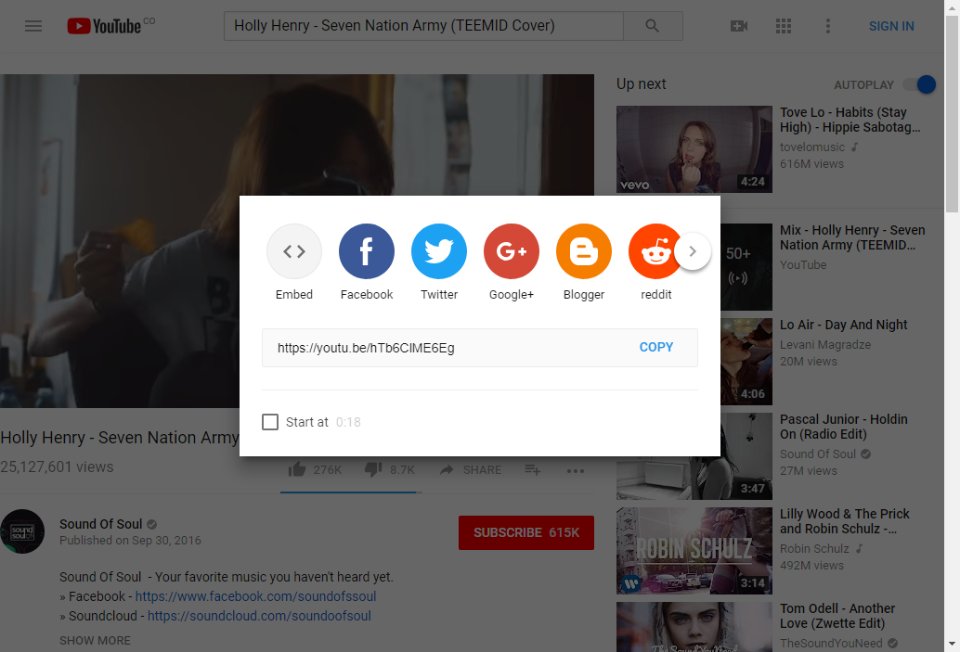 YouTube CO
Holly Henry - Seven Nation Army (TEEMID Cover)
SIGN IN
Up next
AUTOPLAY
Tove Lo - Habits (Stay
High) - Hippie Sabotag...
tovelomusic
616M views
vevo
4:24
Mix - Holly Henry - Seven
Nation Army (TEEMID...
YouTube
50+
Embed
Facebook
Twitter
Google+
Blogger
reddit
https://youtu.be/hTb6CIME6Eg
COPY
Start at 0:18
Lo Air - Day And Night
Levani Magradze
20M views
4:06
Pascal Junior - Holdin
On (Radio Edit)
Sound Of Soul
27M views
3:47
Holly Henry - Seven Nation Army
25,127,601 views
276K
8.7K
SHARE
Sound Of Soul
Published on Sep 30, 2016
SUBSCRIBE 615K
Sound Of Soul - Your favorite music you haven't heard yet.
» Facebook - https://www.facebook.com/soundofssoul
» Soundcloud - https://soundcloud.com/soundoofsoul
SHOW MORE
Lilly Wood & The Prick
and Robin Schulz -...
Robin Schulz
492M views
ROBIN SCHULZ
3:14
Tom Odell - Another
Love (Zwette Edit)
TheSoundYouNeed